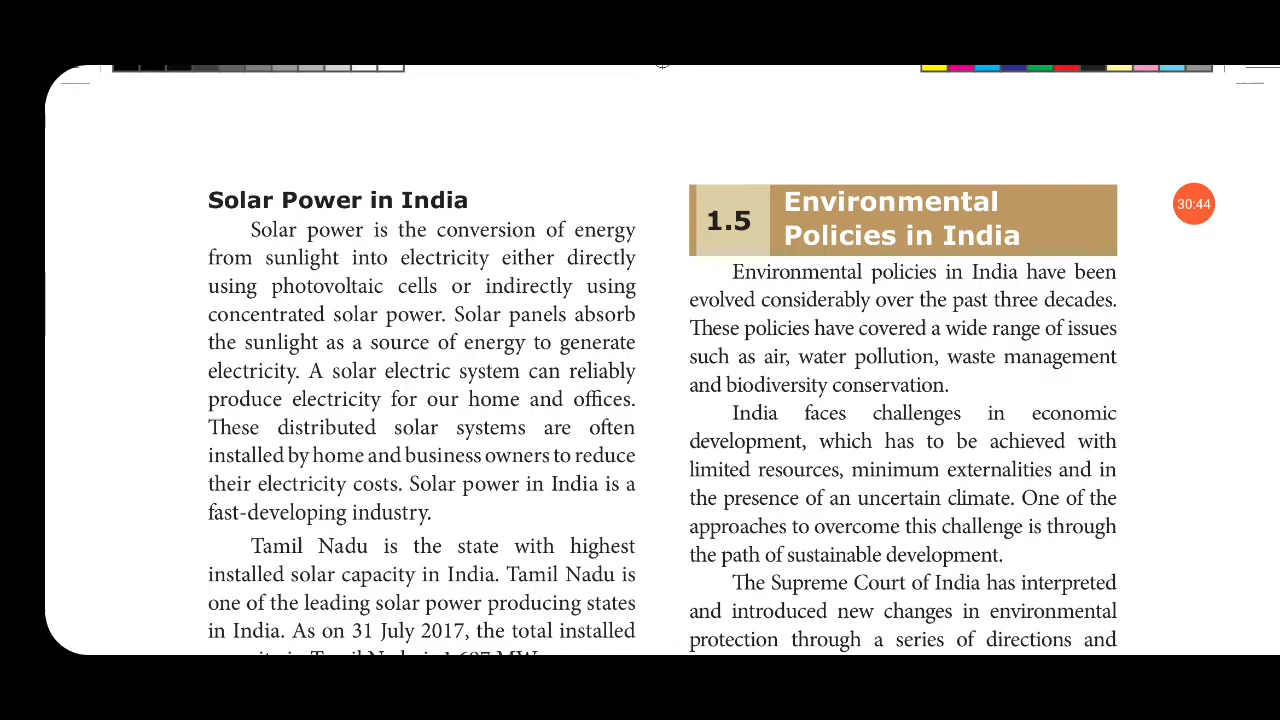 Solar Power in India
Solar power is the conversion of energy
from sunlight into electricity either directly
using photovoltaic cells or indirectly using
concentrated solar power. Solar panels absorb
the sunlight as a source of energy to generate
electricity. A solar electric system can reliably
produce electricity for our home and offices.
These distributed solar systems are often
installed by home and business owners to reduce
their electricity costs. Solar power in India is a
fast-developing industry.
Tamil Nadu is the state with highest
installed solar capacity in India. Tamil Nadu is
one of the leading solar power producing states
in India. As on 31 July 2017, the total installed
1.5
Environmental
Policies in India
Environmental policies in India have been
evolved considerably over the past three decades.
These policies have covered a wide range of issues
such as air, water pollution, waste management
and biodiversity conservation.
India faces challenges in economic
development, which has to be achieved with
limited resources, minimum externalities and in
the presence of an uncertain climate. One of the
approaches to overcome this challenge is through
the path of sustainable development.
The Supreme Court of India has interpreted
and introduced new changes in environmental
protection through a series of directions and
30:44